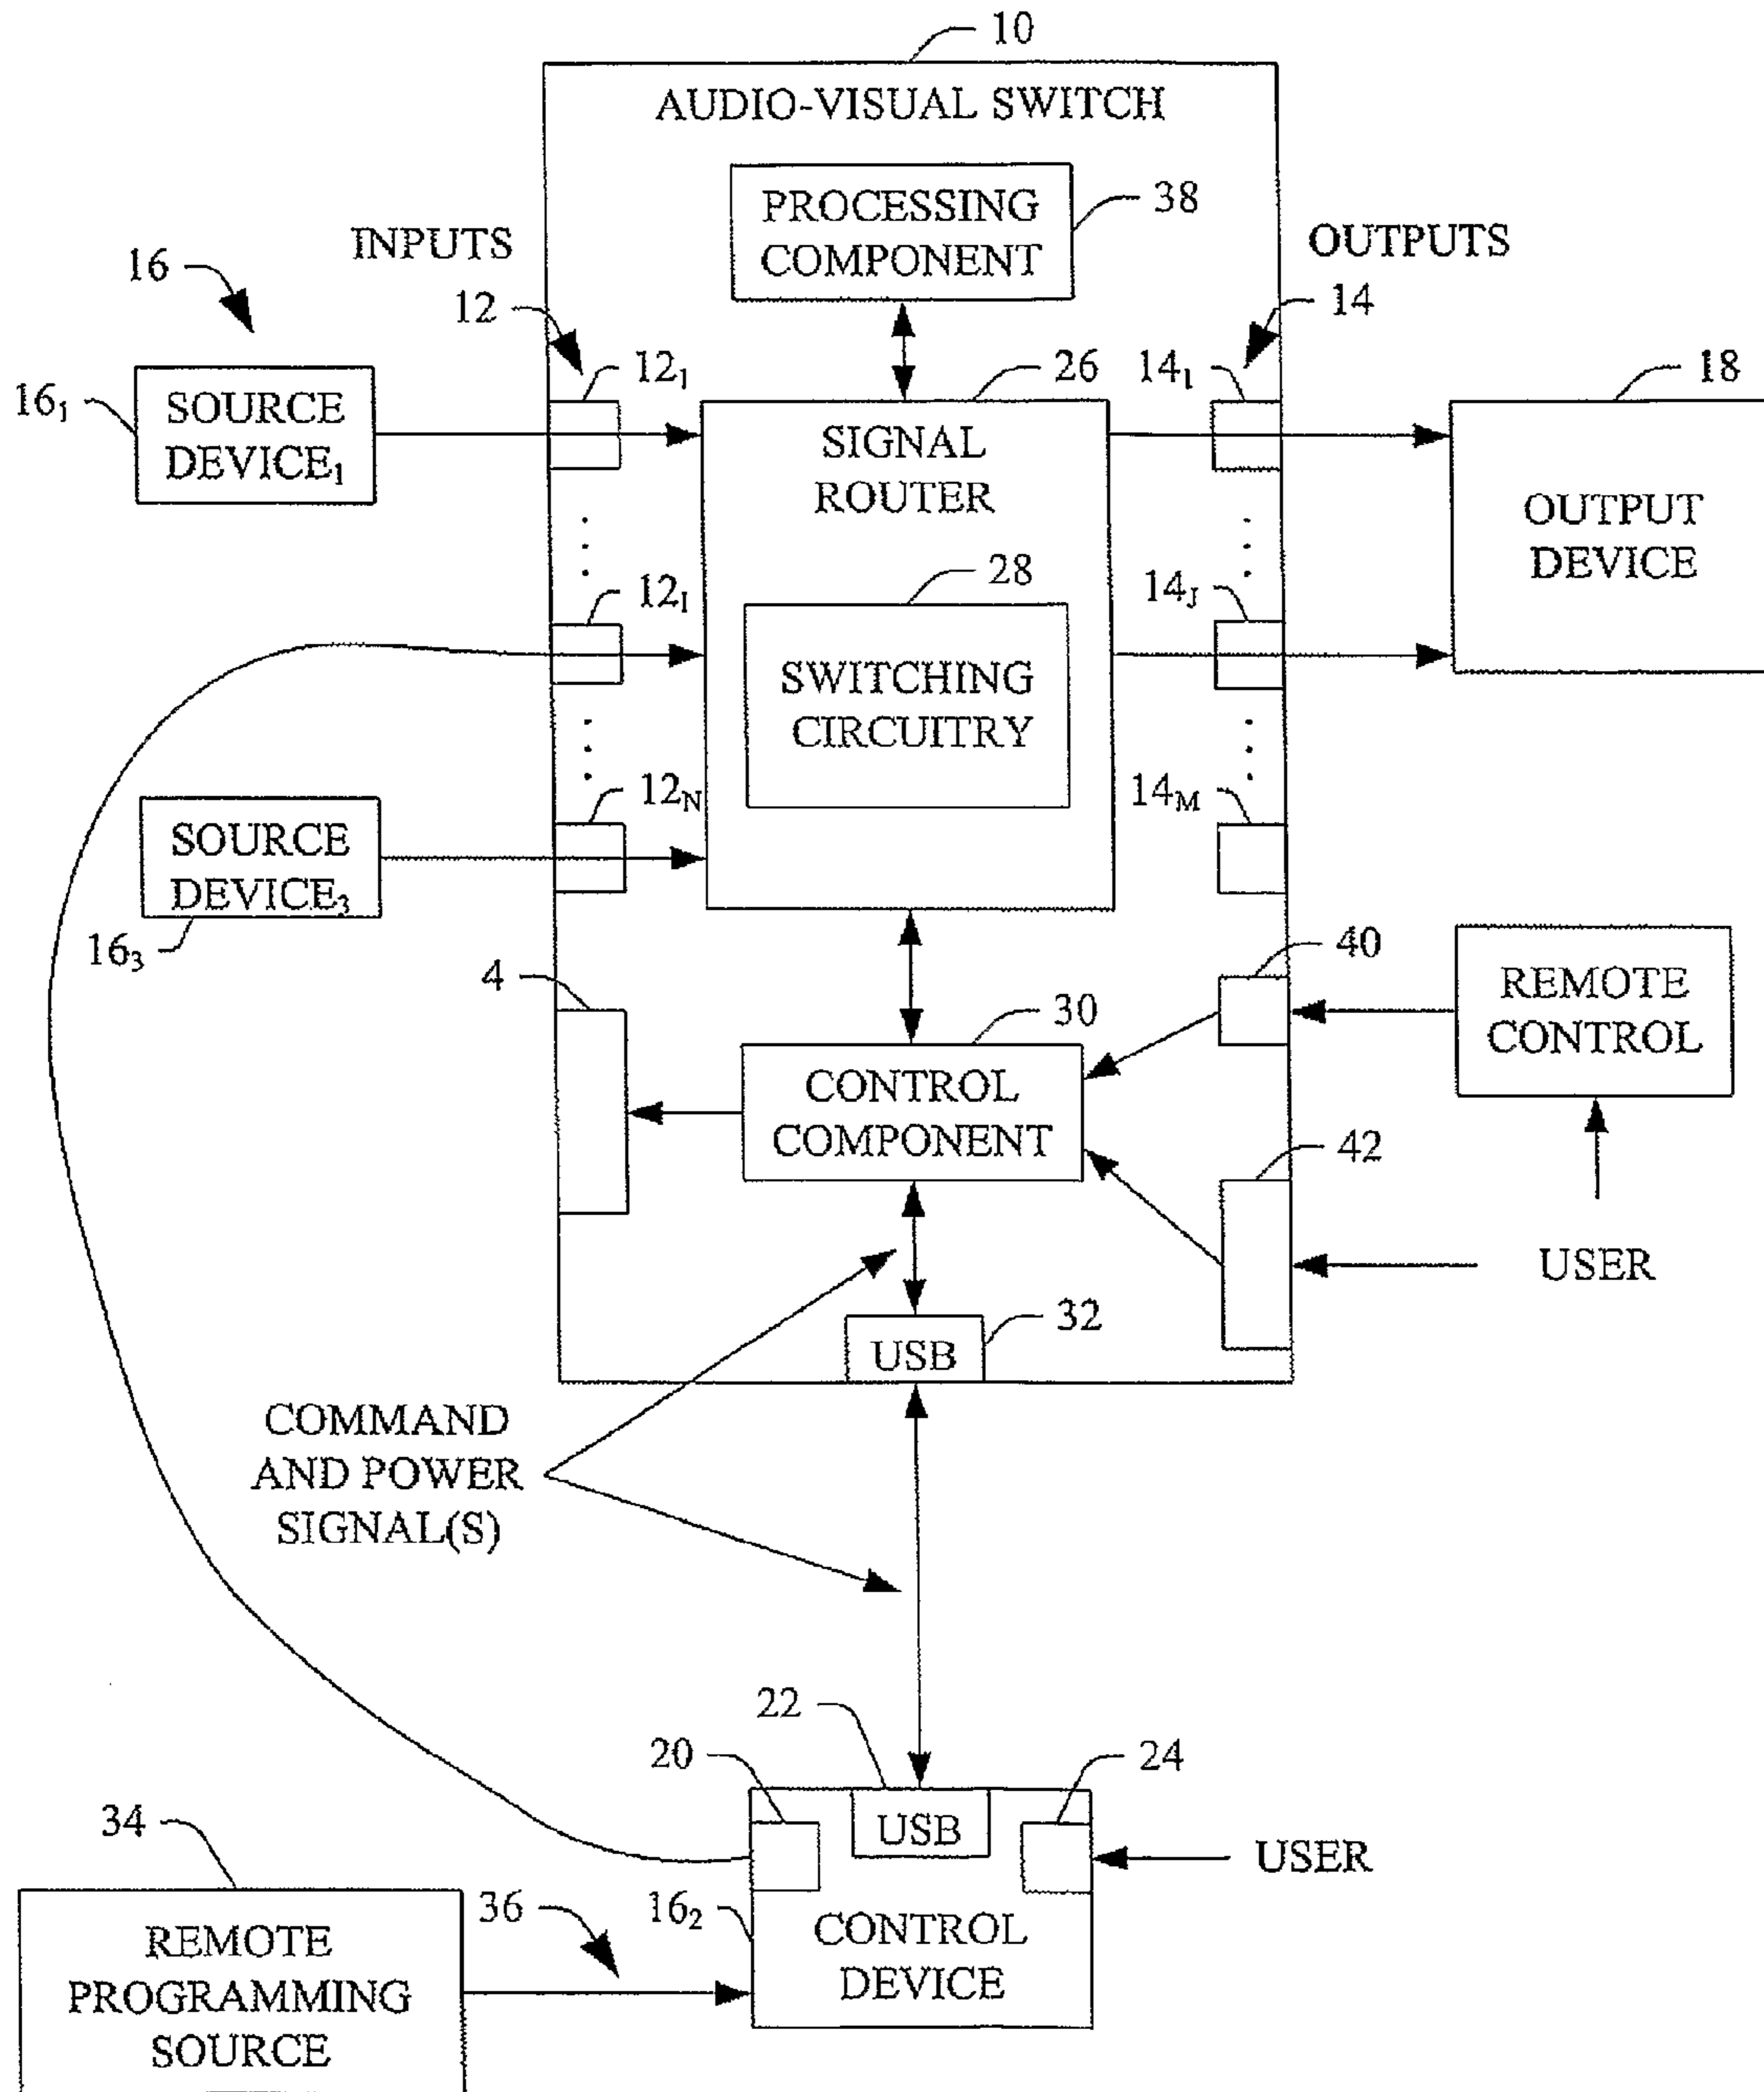 10
AUDIO-VISUAL SWITCH
PROCESSING
COMPONENT
38
INPUTS
OUTPUTS
16
12
14
SOURCE
DEVICE₁
16₁
12₁
26
14₁
18
SIGNAL
ROUTER
OUTPUT
DEVICE
12I
28
14J
SWITCHING
CIRCUITRY
SOURCE
DEVICE₃
16₃
12N
14M
4
30
40
REMOTE
CONTROL
CONTROL
COMPONENT
42
USER
USB
32
COMMAND
AND POWER
SIGNAL(S)
22
20
24
USB
USER
34
36
16₂
CONTROL
DEVICE
REMOTE
PROGRAMMING
SOURCE